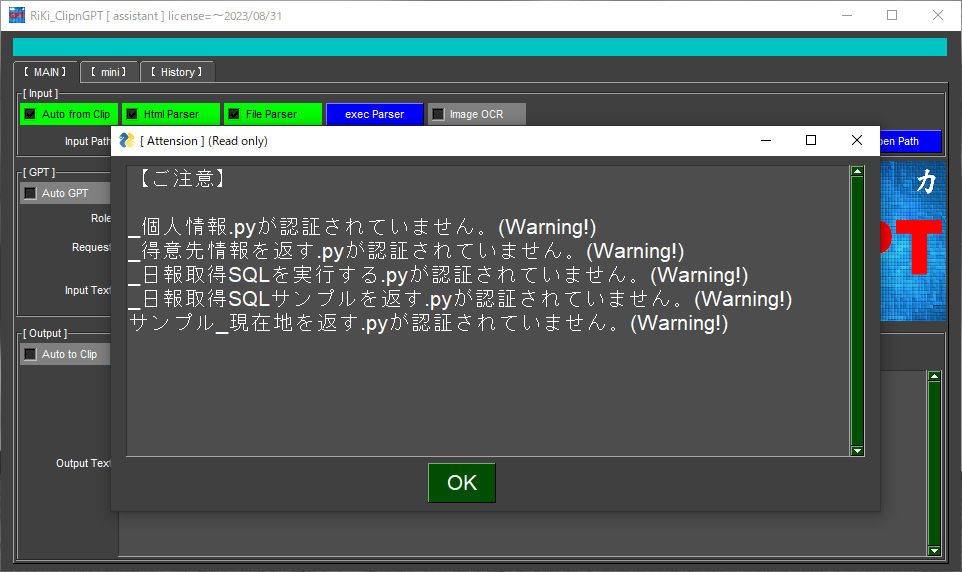 RiKi_ClipnGPT [ assistant ] license=～2023/08/31
【 MAIN 】 【 mini 】 【 History 】
[ Input ]
Auto from Clip Html Parser File Parser exec Parser Image OCR
Input Path
[ Attension ] (Read only)
【ご注意】
_個人情報.pyが認証されていません。(Warning!)
_得意先情報を返す.pyが認証されていません。(Warning!)
_日報取得SQLを実行する.pyが認証されていません。(Warning!)
_日報取得SQLサンプルを返す.pyが認証されていません。(Warning!)
サンプル_現在地を返す.pyが認証されていません。(Warning!)
OK
Path
[ GPT ]
Auto GPT
Role
Request
Input Text
力
PT
[ Output ]
Auto to Clip
Output Text